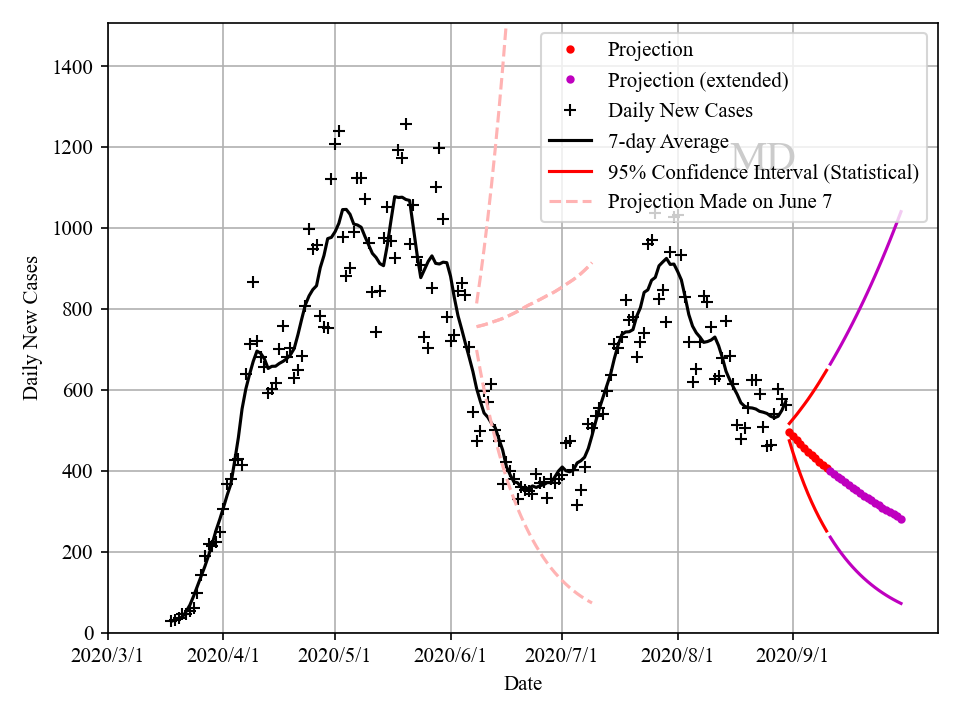 1400
1200
1000
800
600
400
200
0
Daily New Cases
2020/3/1
2020/4/1
2020/5/1
2020/6/1
2020/7/1
2020/8/1
2020/9/1
Date
Projection
Projection (extended)
Daily New Cases
7-day Average
MD
95% Confidence Interval (Statistical)
Projection Made on June 7